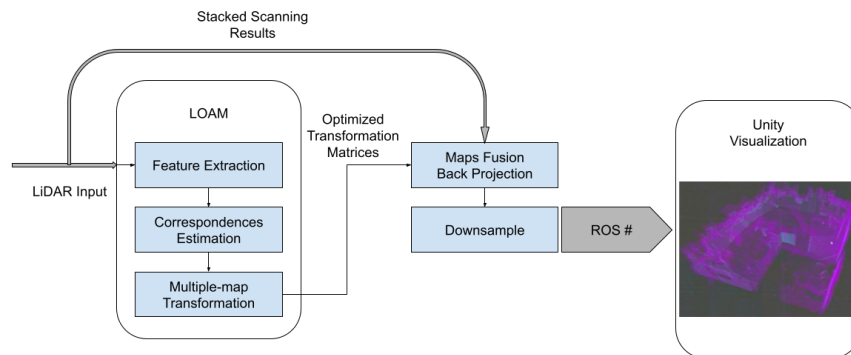 Stacked Scanning
Results
LOAM
Optimized
Transformation
Matrices
Unity
Visualization
LiDAR Input
Feature Extraction
Maps Fusion
Back Projection
Correspondences
Estimation
Downsample
ROS #
Multiple-map
Transformation